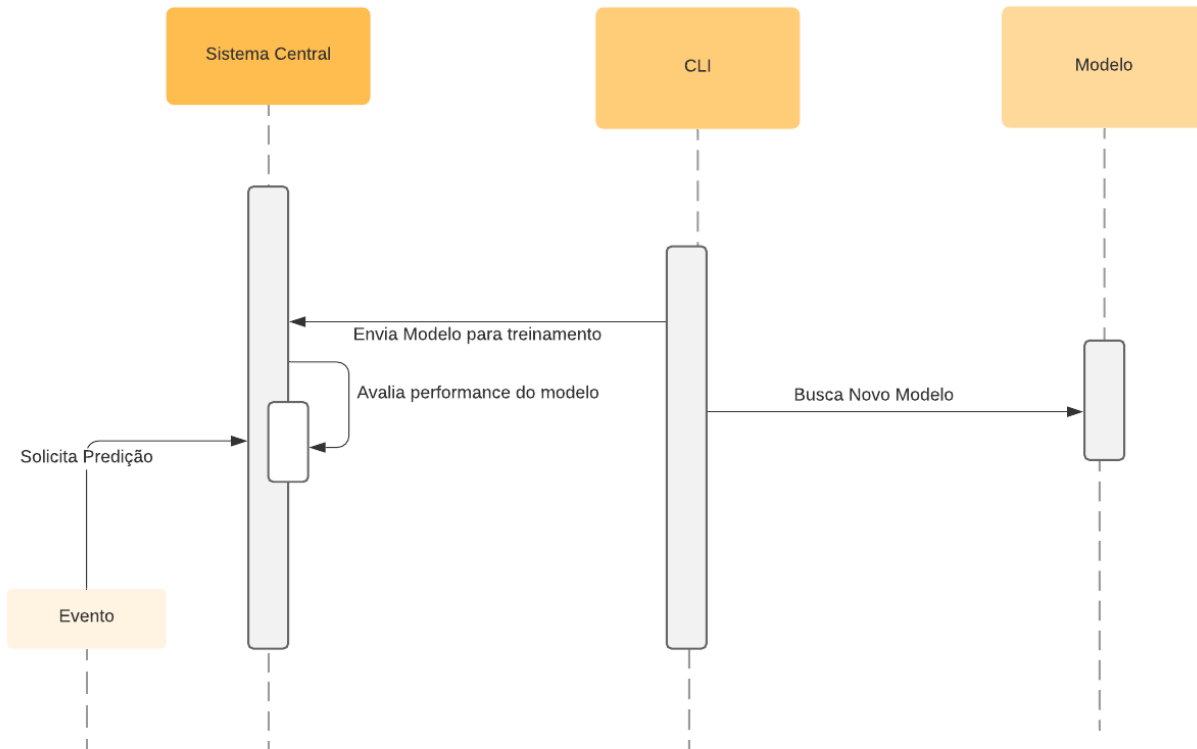 Sistema Central
CLI
Modelo
Envia Modelo para treinamento
Avalia performance do modelo
Busca Novo Modelo
Solicita Predição
Evento